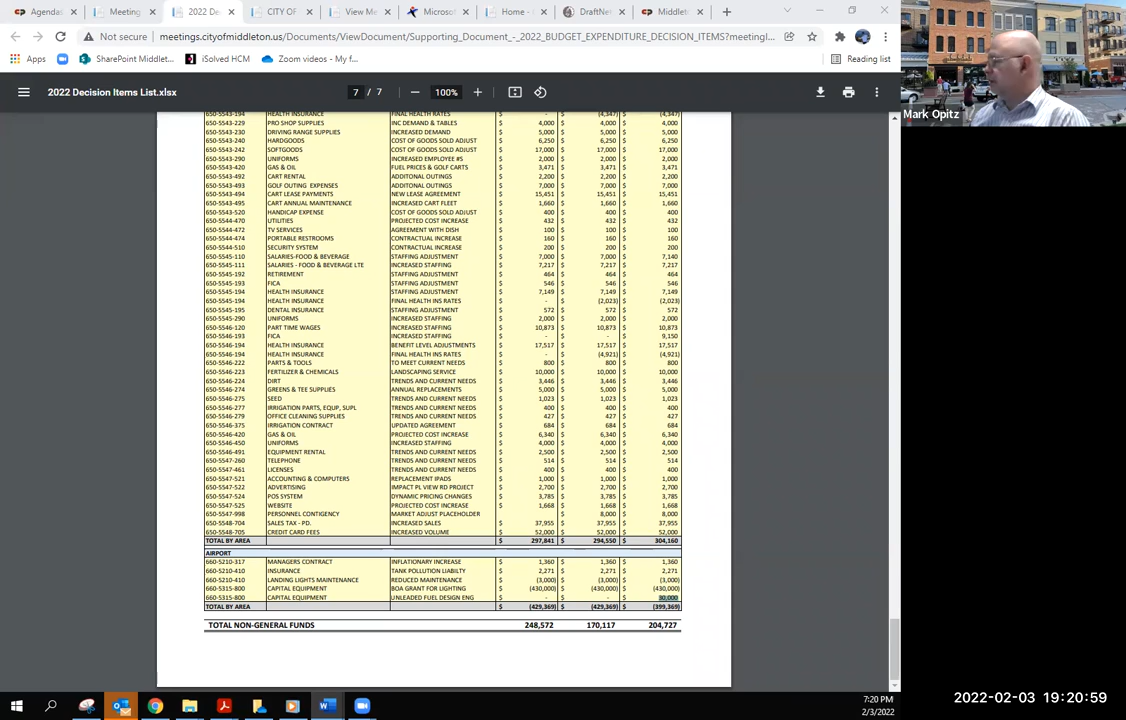 Agendas
Meeting
2022 De
CITY OF
View Me
Microso
Home -
DraftNe
Middlet
Not secure
meetings.cityofmiddleton.us/Documents/ViewDocument/Supporting_Document_-_2022_BUDGET_EXPENDITURE_DECISION_ITEMS?meetingI...
Apps
SharePoint Middlet...
iSolved HCM
Zoom videos - My f...
Reading list
2022 Decision Items List.xlsx
7 / 7
100%
Mark Opitz
650-5543-194 HEALTH INSURANCE FINAL HEALTH RATES $ - $ (4,347) $ (4,347)
650-5543-229 PRO SHOP SUPPLIES INC DEMAND & TABLES $ 4,000 $ 4,000 $ 4,000
650-5543-230 DRIVING RANGE SUPPLIES INCREASED DEMAND $ 5,000 $ 5,000 $ 5,000
650-5543-240 HARDGOODS COST OF GOODS SOLD ADJUST $ 6,250 $ 6,250 $ 6,250
650-5543-242 SOFTGOODS COST OF GOODS SOLD ADJUST $ 17,000 $ 17,000 $ 17,000
650-5543-290 UNIFORMS INCREASED EMPLOYEE #S $ 2,000 $ 2,000 $ 2,000
650-5543-420 GAS & OIL FUEL PRICES & GOLF CARTS $ 3,471 $ 3,471 $ 3,471
650-5543-492 CART RENTAL ADDITONAL OUTINGS $ 2,200 $ 2,200 $ 2,200
650-5543-493 GOLF OUTING EXPENSES ADDITONAL OUTINGS $ 7,000 $ 7,000 $ 7,000
650-5543-494 CART LEASE PAYMENTS NEW LEASE AGREEMENT $ 15,451 $ 15,451 $ 15,451
650-5543-495 CART ANNUAL MAINTENANCE INCREASED CART FLEET $ 1,660 $ 1,660 $ 1,660
650-5543-520 HANDICAP EXPENSE COST OF GOODS SOLD ADJUST $ 400 $ 400 $ 400
650-5544-470 UTILITIES PROJECTED COST INCREASE $ 432 $ 432 $ 432
650-5544-472 TV SERVICES AGREEMENT WITH DISH $ 100 $ 100 $ 100
650-5544-474 PORTABLE RESTROOMS CONTRACTUAL INCREASE $ 160 $ 160 $ 160
650-5544-510 SECURITY SYSTEM CONTRACTUAL INCREASE $ 200 $ 200 $ 200
650-5545-110 SALARIES-FOOD & BEVERAGE STAFFING ADJUSTMENT $ 7,000 $ 7,000 $ 7,140
650-5545-111 SALARIES - FOOD & BEVERAGE LTE INCREASED STAFFING $ 7,217 $ 7,217 $ 7,217
650-5545-192 RETIREMENT STAFFING ADJUSTMENT $ 464 $ 464 $ 464
650-5545-193 FICA STAFFING ADJUSTMENT $ 546 $ 546 $ 546
650-5545-194 HEALTH INSURANCE STAFFING ADJUSTMENT $ 7,149 $ 7,149 $ 7,149
650-5545-194 HEALTH INSURANCE FINAL HEALTH INS RATES $ - $ (2,023) $ (2,023)
650-5545-195 DENTAL INSURANCE STAFFING ADJUSTMENT $ 572 $ 572 $ 572
650-5545-290 UNIFORMS INCREASED STAFFING $ 2,000 $ 2,000 $ 2,000
650-5546-120 PART TIME WAGES INCREASED STAFFING $ 10,873 $ 10,873 $ 10,873
650-5546-193 FICA INCREASED STAFFING $ - $ - $ 9,150
650-5546-194 HEALTH INSURANCE BENEFIT LEVEL ADJUSTMENTS $ 17,517 $ 17,517 $ 17,517
650-5546-194 HEALTH INSURANCE FINAL HEALTH INS RATES $ - $ (4,921) $ (4,921)
650-5546-222 PARTS & TOOLS TO MEET CURRENT NEEDS $ 800 $ 800 $ 800
650-5546-223 FERTILIZER & CHEMICALS LANDSCAPING SERVICE $ 10,000 $ 10,000 $ 10,000
650-5546-224 DIRT TRENDS AND CURRENT NEEDS $ 3,446 $ 3,446 $ 3,446
650-5546-274 GREENS & TEE SUPPLIES ANNUAL REPLACEMENTS $ 5,000 $ 5,000 $ 5,000
650-5546-275 SEED TRENDS AND CURRENT NEEDS $ 1,023 $ 1,023 $ 1,023
650-5546-277 IRRIGATION PARTS, EQUP, SUPL TRENDS AND CURRENT NEEDS $ 400 $ 400 $ 400
650-5546-279 OFFICE CLEANING SUPPLIES TRENDS AND CURRENT NEEDS $ 427 $ 427 $ 427
650-5546-375 IRRIGATION CONTRACT UPDATED AGREEMENT $ 684 $ 684 $ 684
650-5546-420 GAS & OIL PROJECTED COST INCREASE $ 6,340 $ 6,340 $ 6,340
650-5546-450 UNIFORMS INCREASED STAFFING $ 4,000 $ 4,000 $ 4,000
650-5546-491 EQUIPMENT RENTAL TRENDS AND CURRENT NEEDS $ 2,500 $ 2,500 $ 2,500
650-5547-260 TELEPHONE TRENDS AND CURRENT NEEDS $ 514 $ 514 $ 514
650-5547-461 LICENSES TRENDS AND CURRENT NEEDS $ 400 $ 400 $ 400
650-5547-521 ACCOUNTING & COMPUTERS REPLACEMENT IPADS $ 1,000 $ 1,000 $ 1,000
650-5547-522 ADVERTISING IMPACT PL VIEW RD PROJECT $ 2,700 $ 2,700 $ 2,700
650-5547-524 POS SYSTEM DYNAMIC PRICING CHANGES $ 3,785 $ 3,785 $ 3,785
650-5547-525 WEBSITE PROJECTED COST INCREASE $ 1,668 $ 1,668 $ 1,668
650-5547-998 PERSONNEL CONTIGENCY MARKET ADJUST PLACEHOLDER 8,000 $ 8,000
650-5548-704 SALES TAX - PD. INCREASED SALES $ 37,955 $ 37,955 $ 37,955
650-5548-705 CREDIT CARD FEES INCREASED VOLUME $ 52,000 $ 52,000 $ 52,000
TOTAL BY AREA $ 297,841 $ 294,550 $ 304,160
AIRPORT
660-5210-317 MANAGERS CONTRACT INFLATIONARY INCREASE $ 1,360 $ 1,360 $ 1,360
660-5210-410 INSURANCE TANK POLLUTION LIABILTY $ 2,271 $ 2,271 $ 2,271
660-5210-410 LANDING LIGHTS MAINTENANCE REDUCED MAINTENANCE $ (3,000) $ (3,000) $ (3,000)
660-5315-800 CAPITAL EQUIPMENT BOA GRANT FOR LIGHTING $ (430,000) $ (430,000) $ (430,000)
660-5315-800 CAPITAL EQUIPMENT UNLEADED FUEL DESIGN ENG $ - $ - $ 30,000
TOTAL BY AREA $ (429,369) $ (429,369) $ (399,369)
TOTAL NON-GENERAL FUNDS 248,572 170,117 204,727
7:20 PM
2/3/2022
2022-02-03 19:20:59